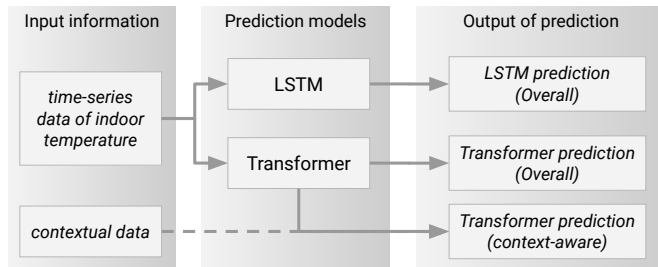 Input information
Prediction models
Output of prediction
time-series
data of indoor
temperature
LSTM
LSTM prediction
(Overall)
Transformer
Transformer prediction
(Overall)
contextual data
Transformer prediction
(context-aware)